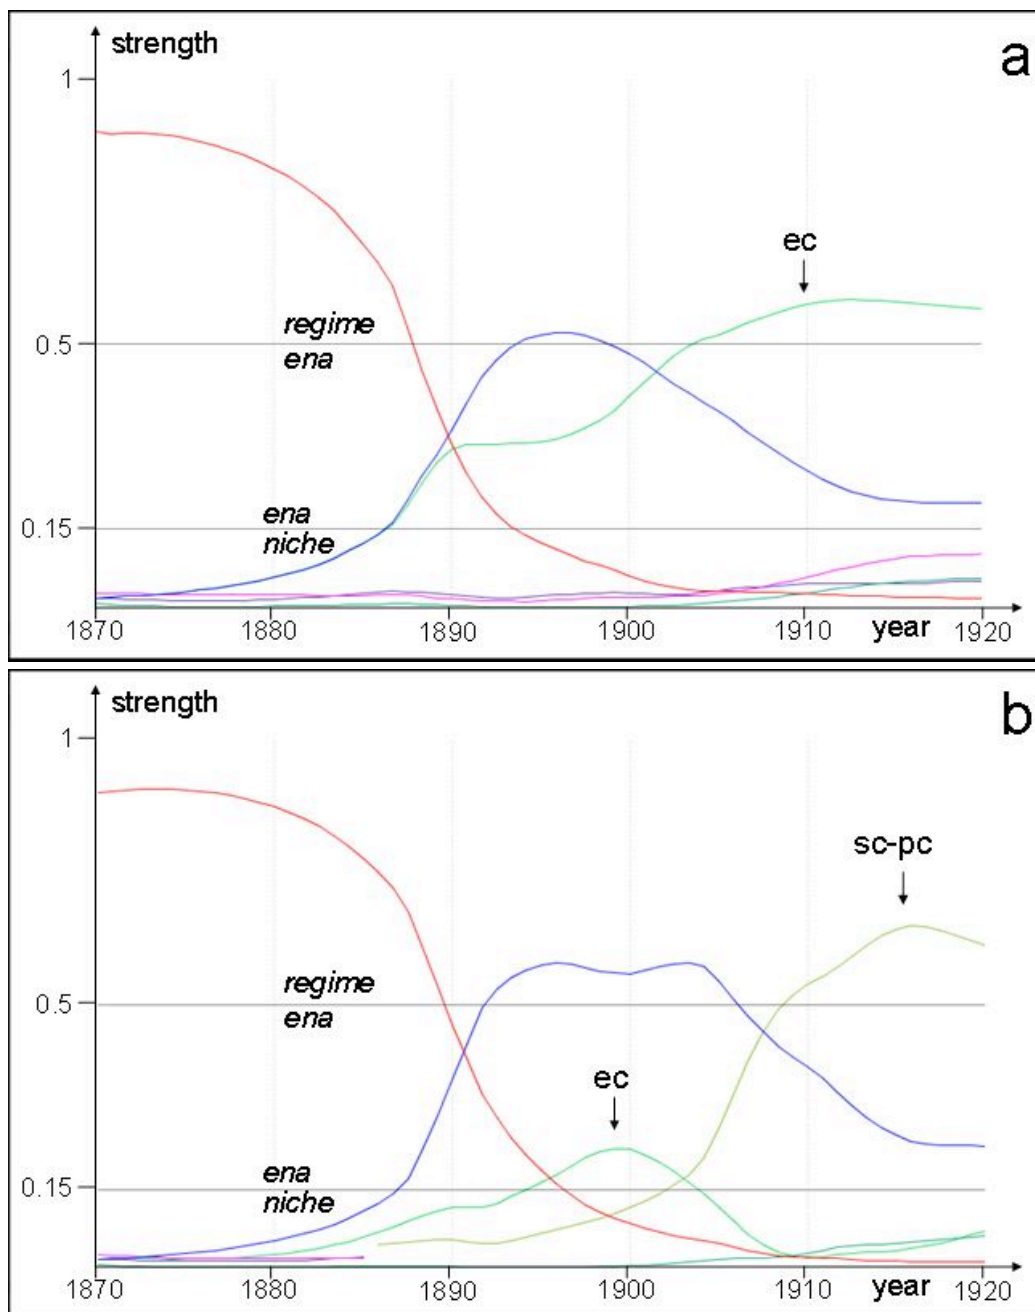 strength
a
1
ec
regime
ena
0.5
ena
niche
0.15
1870 1880 1890 1900 1910 year 1920
strength
b
1
sc-pc
regime
ena
0.5
ec
ena
niche
0.15
1870 1880 1890 1900 1910 year 1920